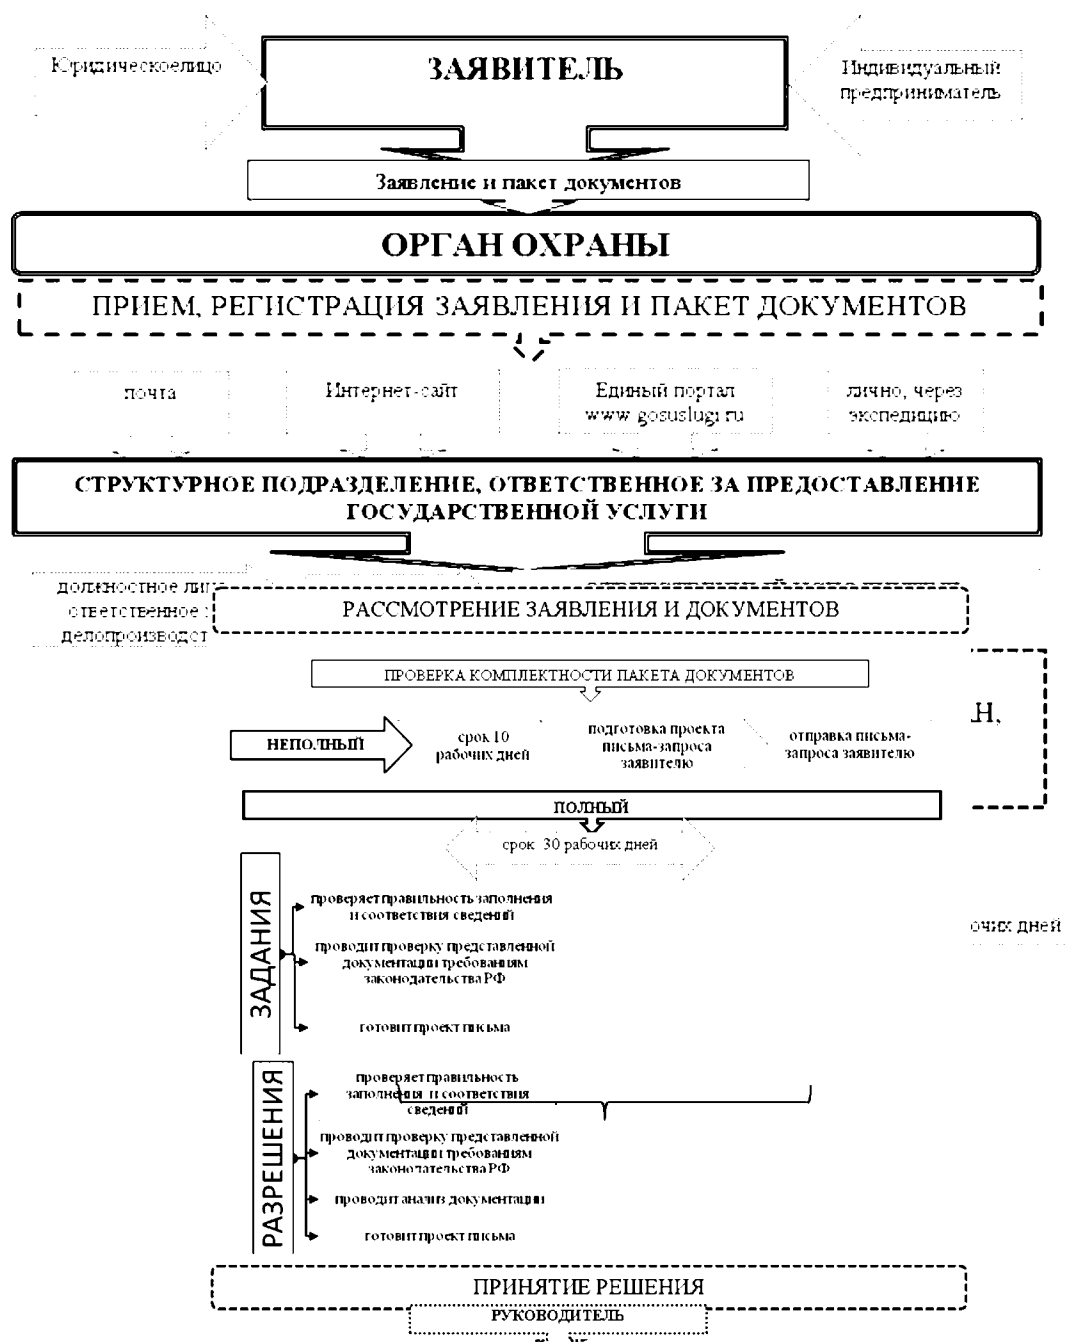 Юридическоелицо
ЗАЯВИТЕЛЬ
Индивидуальный
предприниматель
Заявление и пакет документов
ОРГАН ОХРАНЫ
ПРИЕМ, РЕГИСТРАЦИЯ ЗАЯВЛЕНИЯ И ПАКЕТ ДОКУМЕНТОВ
почта
Интернет-сайт
Единый портал
www.gosuslugi.ru
лично, через
экспедицию
СТРУКТУРНОЕ ПОДРАЗДЕЛЕНИЕ, ОТВЕТСТВЕННОЕ ЗА ПРЕДОСТАВЛЕНИЕ
ГОСУДАРСТВЕННОЙ УСЛУГИ
должностное
ответственное
делопроизводст
РАССМОТРЕНИЕ ЗАЯВЛЕНИЯ И ДОКУМЕНТОВ
ПРОВЕРКА КОМПЛЕКТНОСТИ ПАКЕТА ДОКУМЕНТОВ
Н,
НЕПОЛНЫЙ
срок 10
рабочих дней
подготовка проекта
письма-запроса
заявителю
отправка письма-
запроса заявителю
ПОЛНЫЙ
срок 30 рабочих дней
ЗАДАНИЯ
проверяет правильность заполнения
и соответствия сведений
проводит проверку представленной
документации требованиям
законодательства РФ
готовит проект письма
очих дней
РАЗРЕШЕНИЯ
проверяет правильность
заполнения и соответствия
сведений
проводит проверку представленной
документации требованиям
законодательства РФ
проводит анализ документации
готовит проект письма
ПРИНЯТИЕ РЕШЕНИЯ
РУКОВОДИТЕЛЬ